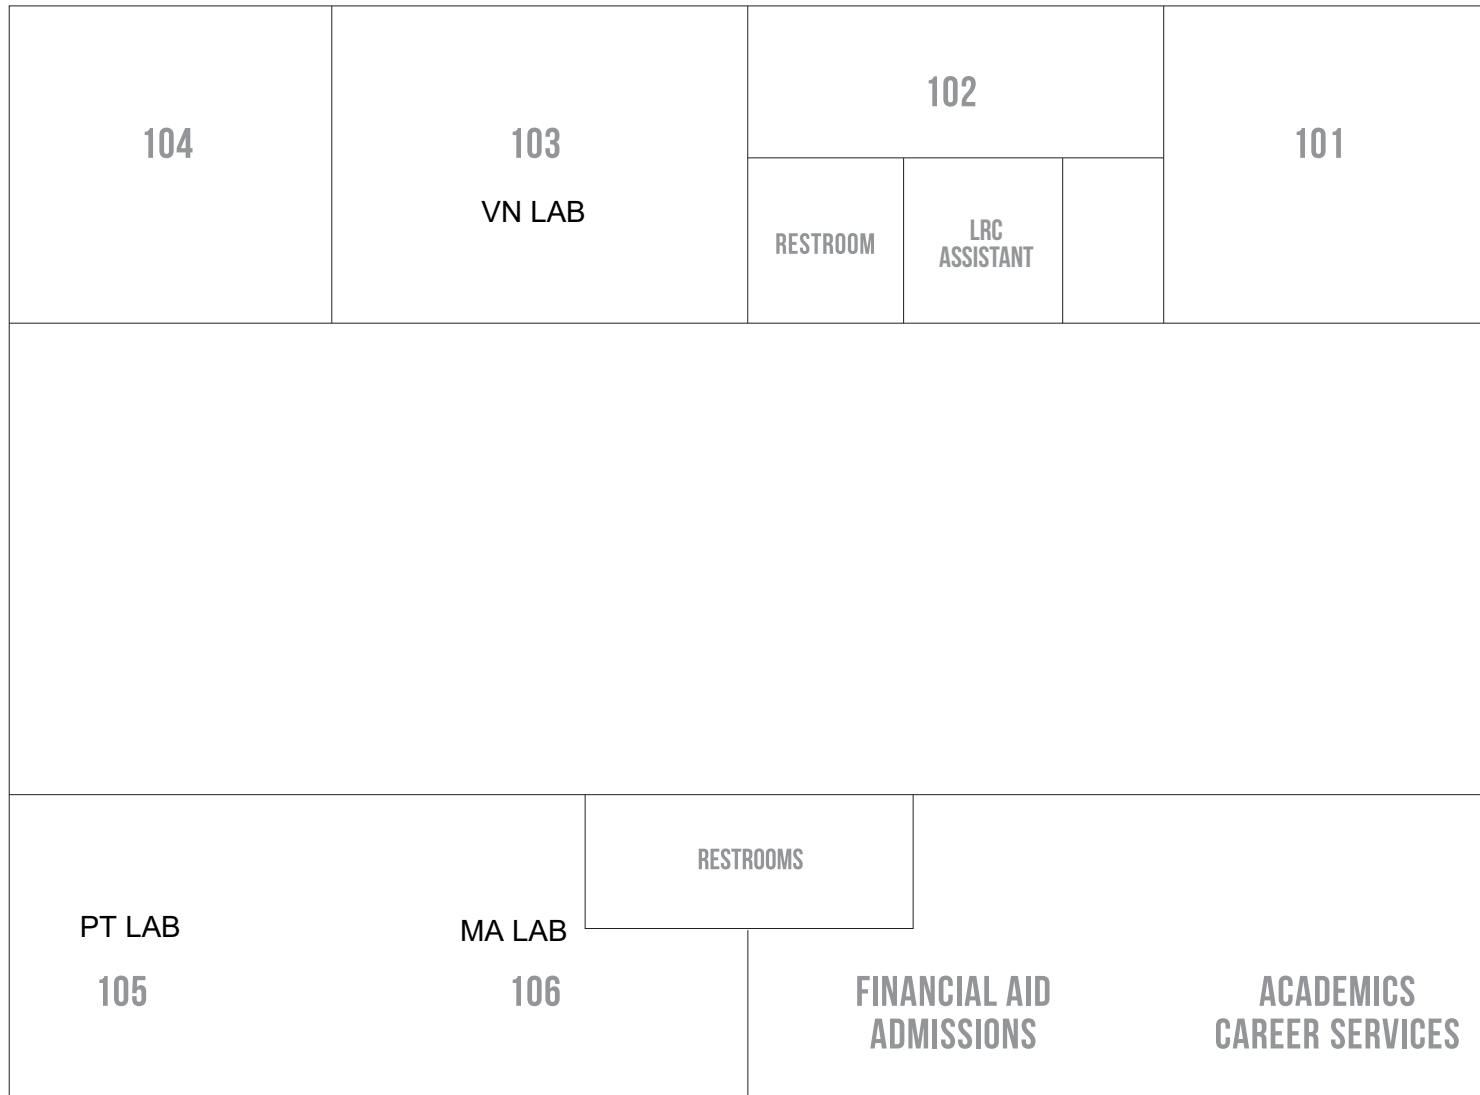 104
103
VN LAB
102
RESTROOM
LRC
ASSISTANT
101
RESTROOMS
PT LAB
105
MA LAB
106
FINANCIAL AID
ADMISSIONS
ACADEMICS
CAREER SERVICES